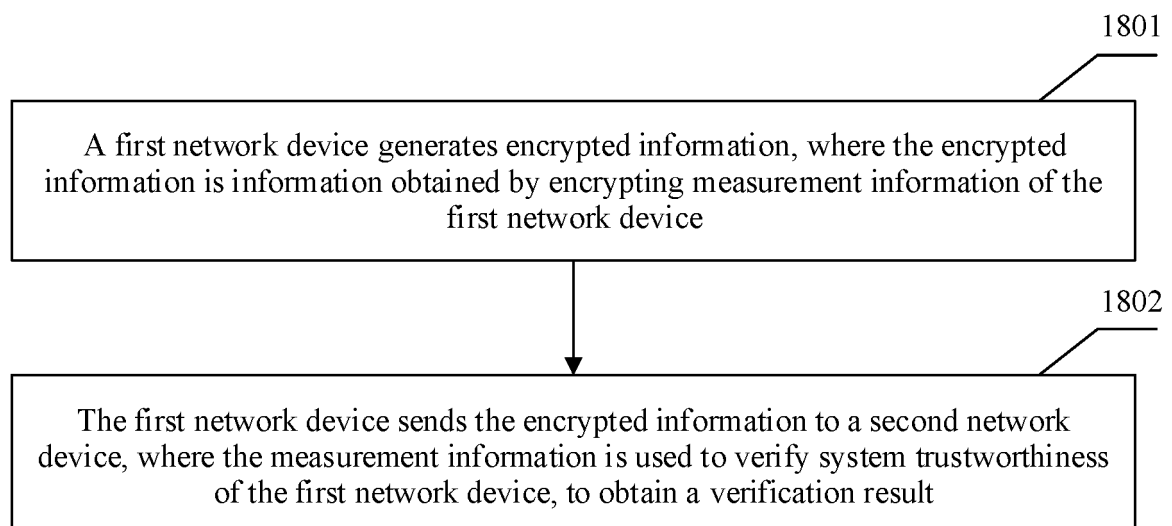 1801
A first network device generates encrypted information, where the encrypted
information is information obtained by encrypting measurement information of the
first network device
1802
The first network device sends the encrypted information to a second network
device, where the measurement information is used to verify system trustworthiness
of the first network device, to obtain a verification result